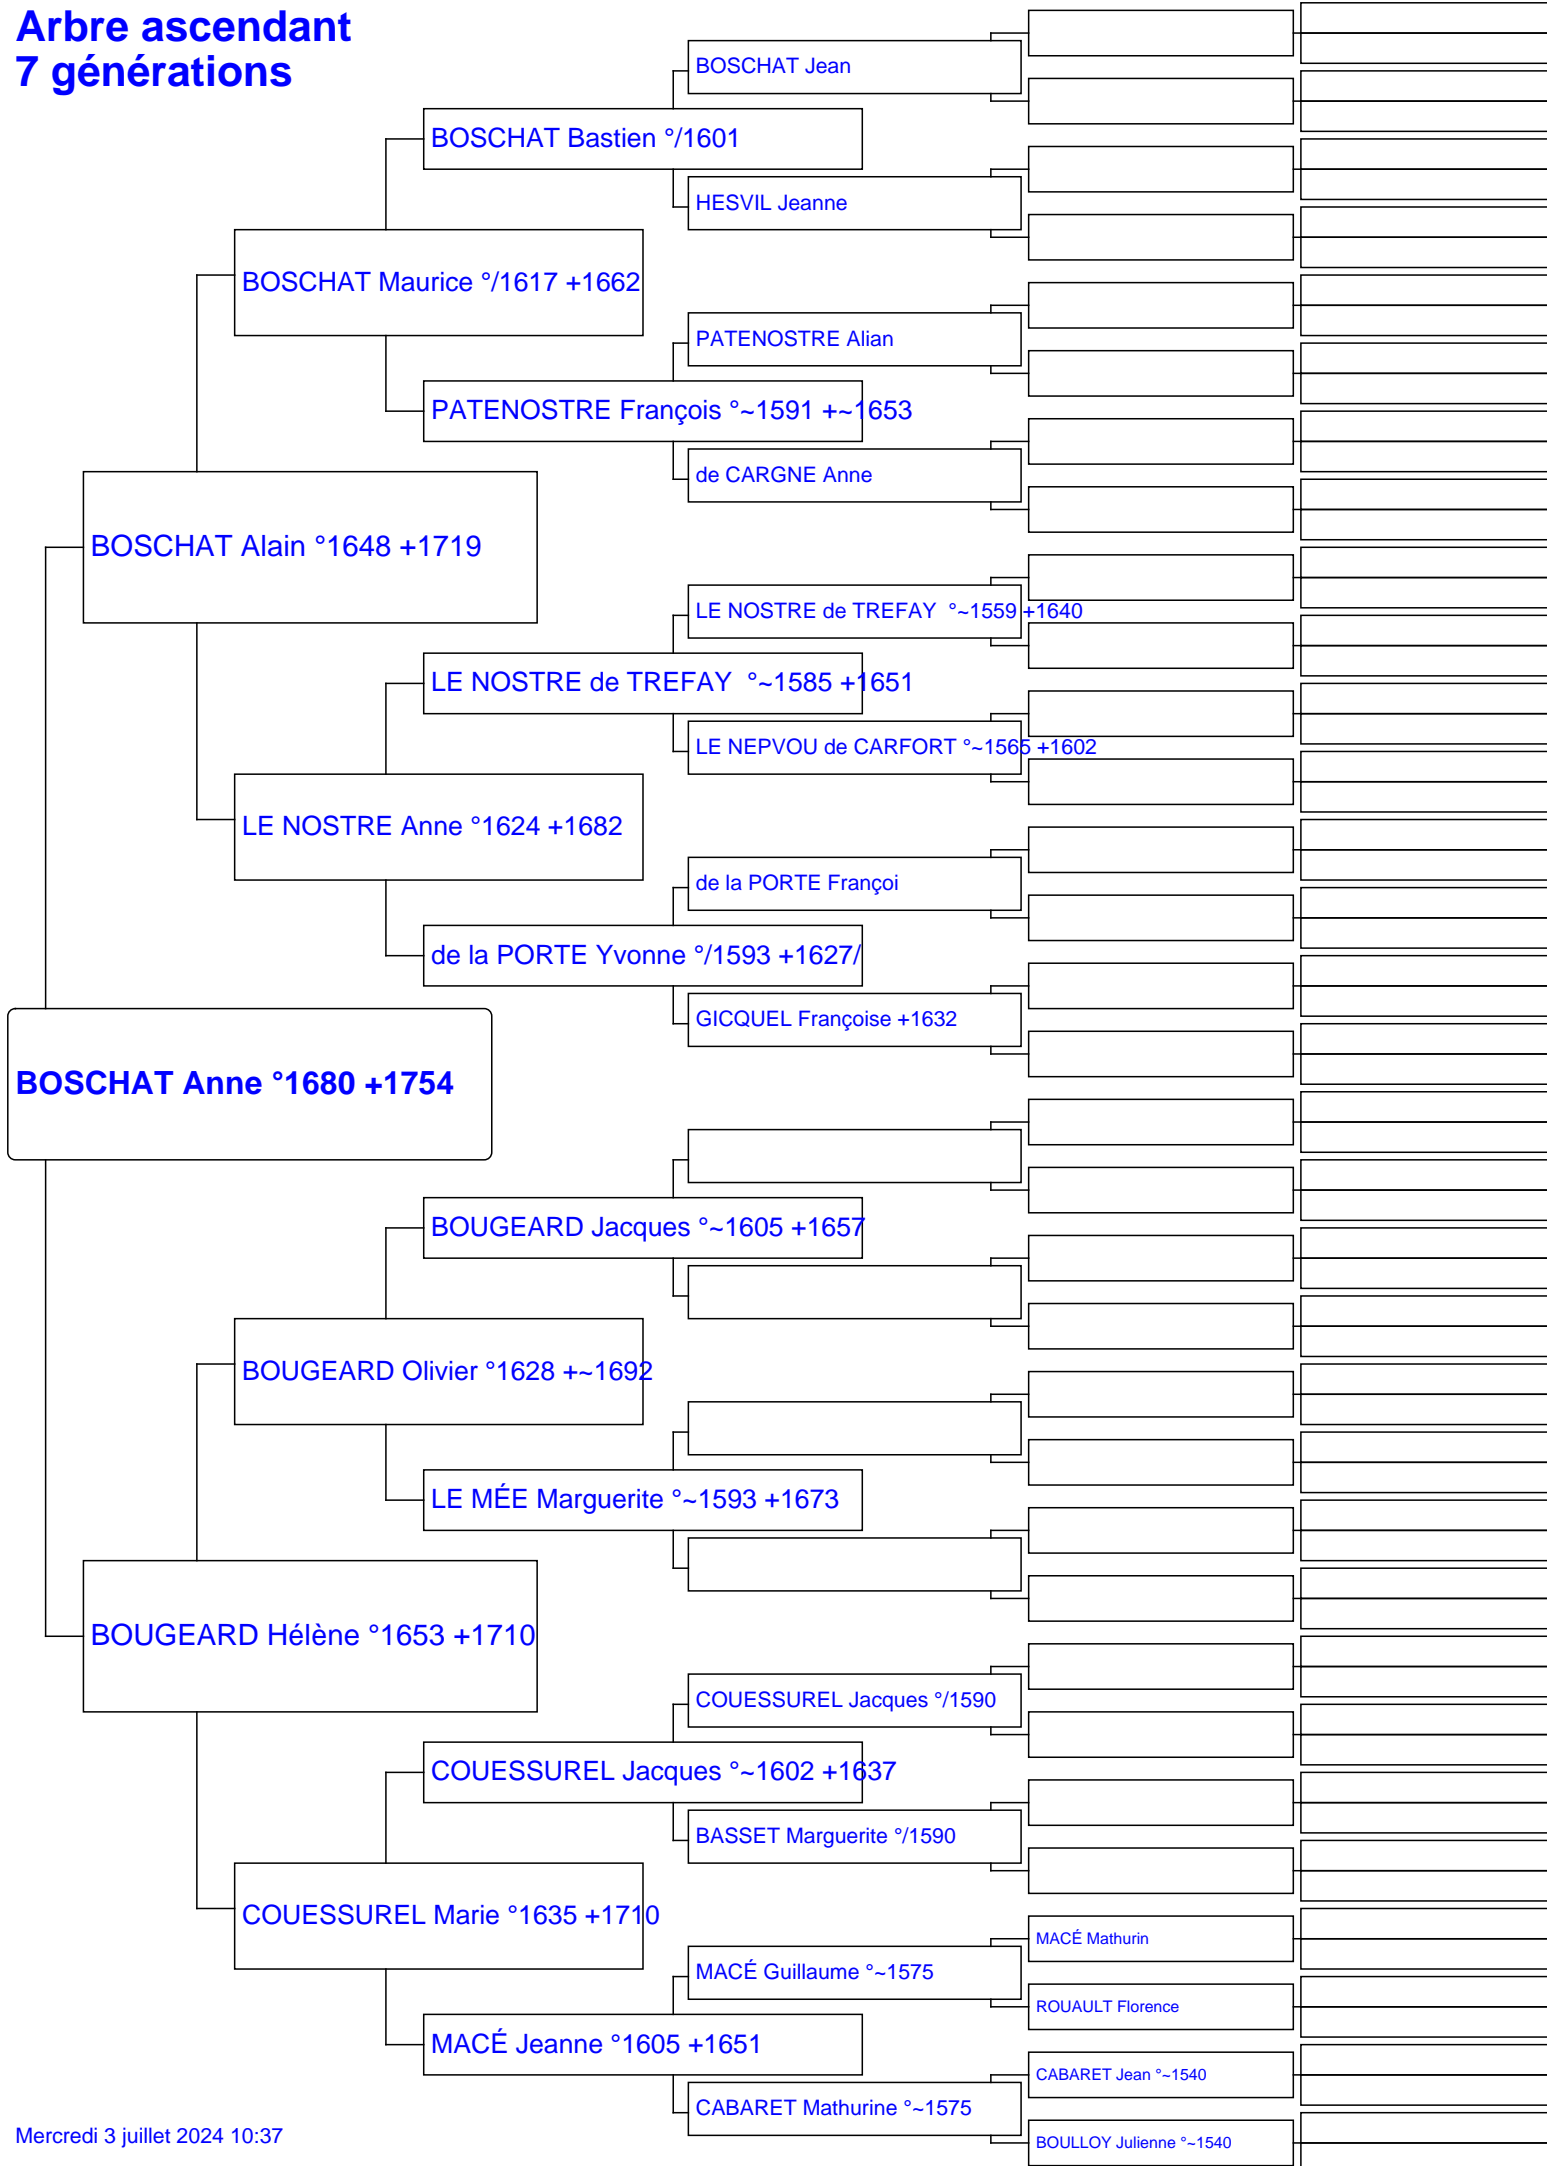 Arbre ascendant
7 générations
BOSCHAT Jean
BOSCHAT Bastien °/1601
HESVIL Jeanne
BOSCHAT Maurice °/1617 +1662
PATENOSTRE Alian
PATENOSTRE François °~1591 +~1653
de CARGNE Anne
BOSCHAT Alain °1648 +1719
LE NOSTRE de TREFAY °~1559 +1640
LE NOSTRE de TREFAY °~1585 +1651
LE NEPVOU de CARFORT °~1565 +1602
LE NOSTRE Anne °1624 +1682
de la PORTE Françoi
de la PORTE Yvonne °/1593 +1627/
GICQUEL Françoise +1632
BOSCHAT Anne °1680 +1754
BOUGEARD Jacques °~1605 +1657
BOUGEARD Olivier °1628 +~1692
LE MÉE Marguerite °~1593 +1673
BOUGEARD Hélène °1653 +1710
COUESSUREL Jacques °/1590
COUESSUREL Jacques °~1602 +1637
BASSET Marguerite °/1590
COUESSUREL Marie °1635 +1710
MACÉ Mathurin
MACÉ Guillaume °~1575
ROUAULT Florence
MACÉ Jeanne °1605 +1651
CABARET Jean °~1540
CABARET Mathurine °~1575
BOULLOY Julienne °~1540
Mercredi 3 juillet 2024 10:37